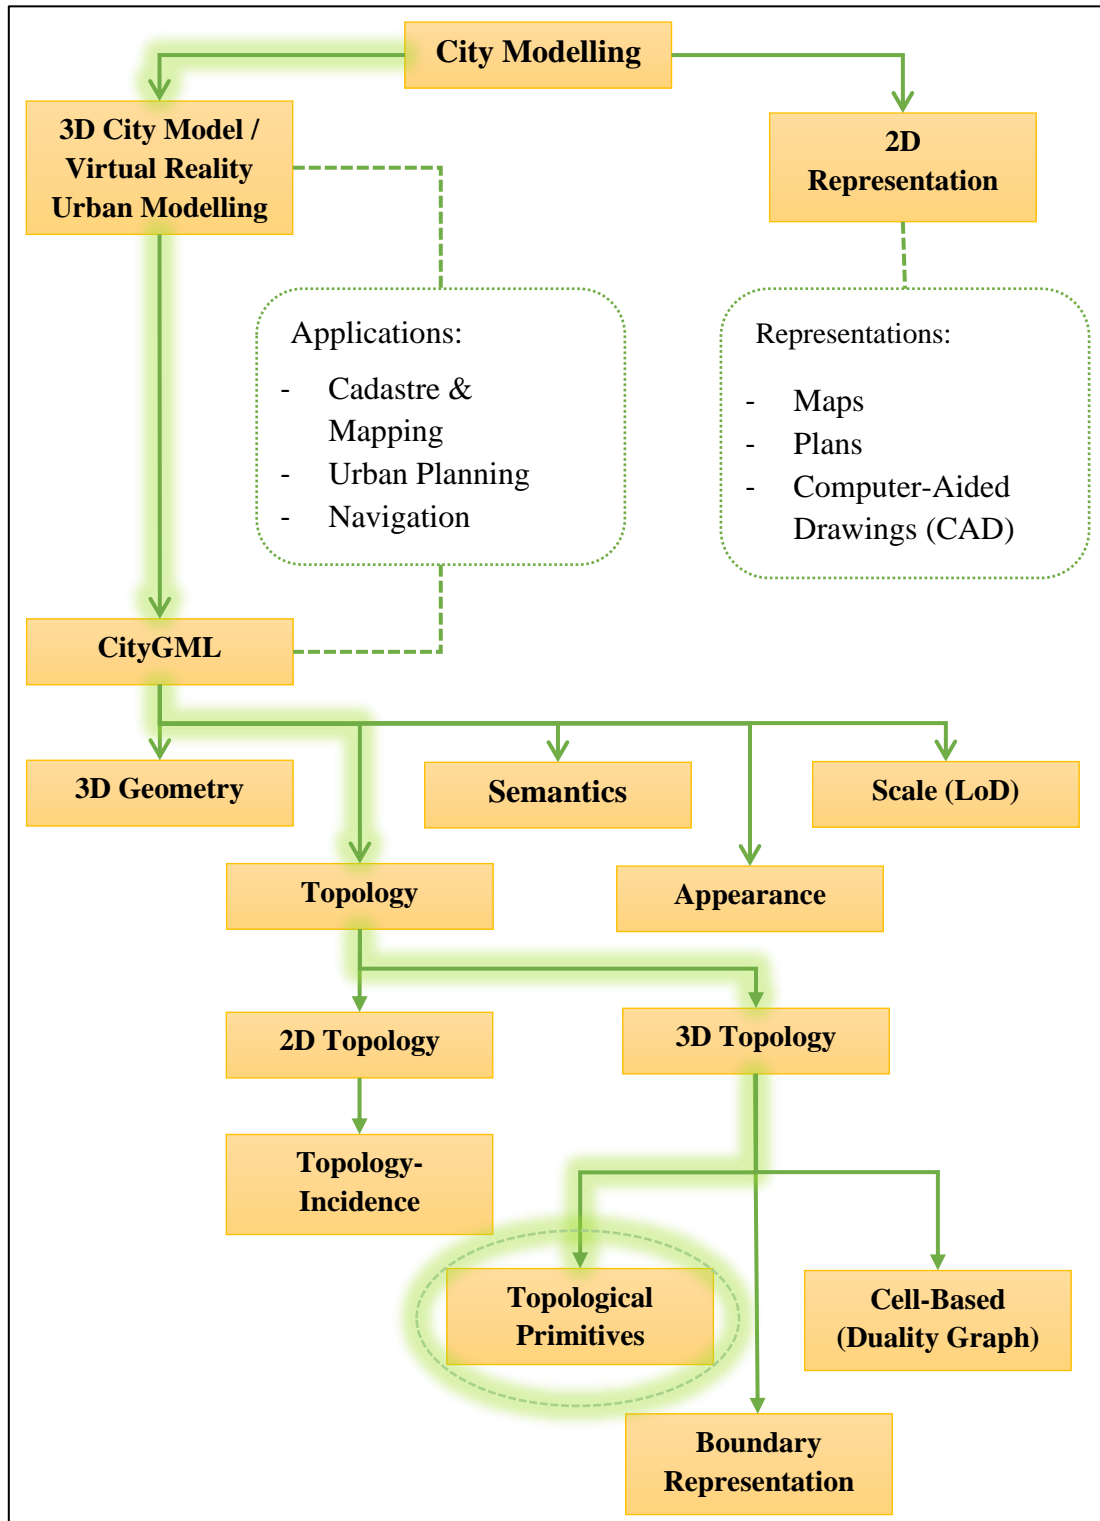 City Modelling
3D City Model /
Virtual Reality
Urban Modelling
2D
Representation
Applications:
- Cadastre &
Mapping
- Urban Planning
- Navigation
Representations:
- Maps
- Plans
- Computer-Aided
Drawings (CAD)
CityGML
3D Geometry
Semantics
Scale (LoD)
Topology
Appearance
2D Topology
3D Topology
Topology-
Incidence
Topological
Primitives
Cell-Based
(Duality Graph)
Boundary
Representation